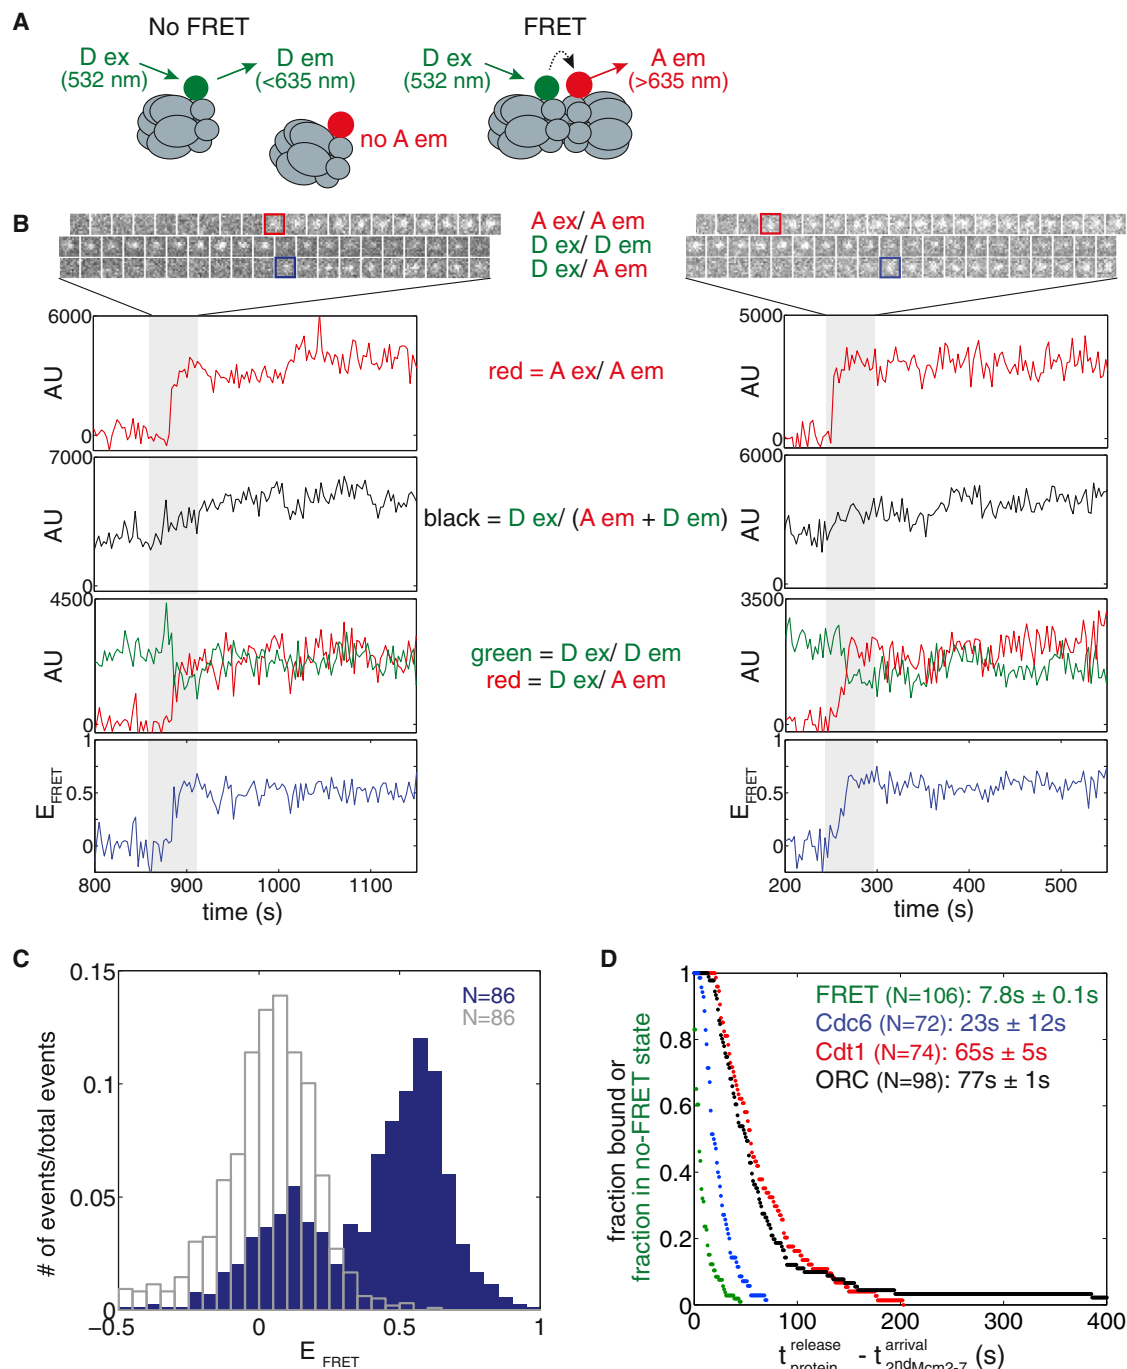 A
No FRET
FRET
D ex
(532 nm)
D em
(<635 nm)
no A em
D ex
(532 nm)
A em
(>635 nm)
B
A ex/ A em
D ex/ D em
D ex/ A em
6000
AU
0
red = A ex/ A em
5000
AU
0
7000
AU
0
black = D ex/ (A em + D em)
6000
AU
0
4500
AU
0
green = D ex/ D em
red = D ex/ A em
3500
AU
0
1
0.5
0
E FRET
800 900 1000 1100
time (s)
1
0.5
0
E FRET
200 300 400 500
time (s)
C
0.15
0.1
0.05
0
# of events/total events
N=86
N=86
−0.5 0 0.5 1
E FRET
D
1
0.8
0.6
0.4
0.2
0
fraction bound or
fraction in no-FRET state
FRET (N=106): 7.8s ± 0.1s
Cdc6 (N=72): 23s ± 12s
Cdt1 (N=74): 65s ± 5s
ORC (N=98): 77s ± 1s
0 100 200 300 400
t release protein - t arrival 2ndMcm2-7 (s)